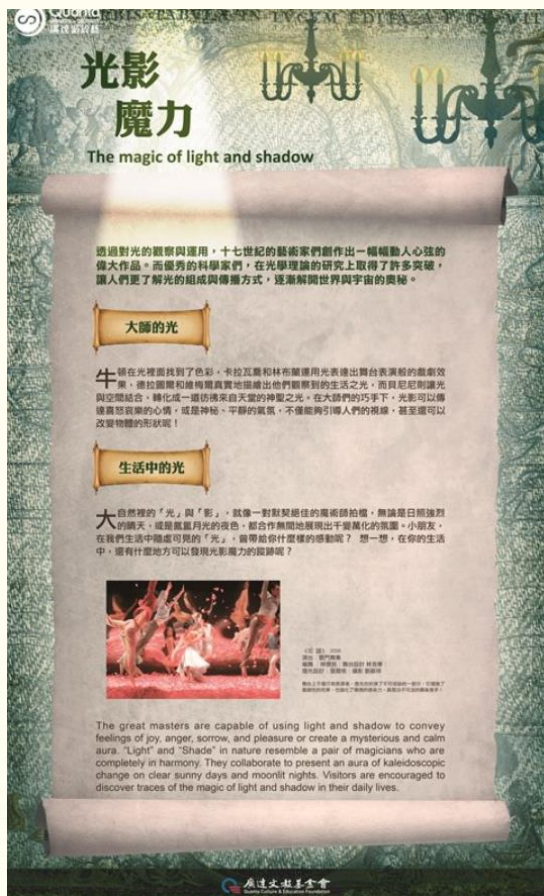 Quanta
廣達游於藝
光影
魔力
The magic of light and shadow
透過對光的觀察與運用，十七世紀的藝術家們創作出一幅幅動人心弦的
偉大作品。而優秀的科學家們，在光學理論的研究上取得了許多突破，
讓人們更了解光的組成與傳播方式，逐漸解開世界與宇宙的奧秘。
大師的光
牛頓在光裡面找到了色彩。卡拉瓦喬和林布蘭運用光表達出舞台表演般的戲劇效
果，德拉圖爾和維梅爾真實地描繪出他們觀察到的生活之光，而貝尼尼則讓光
與空間結合，轉化成一道彷彿來自天堂的神聖之光。在大師們的巧手下，光影可以傳
達喜怒哀樂的心情，或是神秘、平靜的氣氛，不僅能夠引導人們的視線，甚至還可以
改變物體的形狀呢！
生活中的光
大自然裡的「光」與「影」，就像一對默契絕佳的魔術師拍檔，無論是日照強烈
的晴天，或是氤氳月光的夜色，都合作無間地展現出千變萬化的氛圍。小朋友，
在我們生活中隨處可見的「光」，曾帶給你什麼樣的感動呢？ 想一想，在你的生活
中，還有什麼地方可以發現光影魔力的蹤跡呢？
The great masters are capable of using light and shadow to convey
feelings of joy, anger, sorrow, and pleasure or create a mysterious and calm
aura. "Light" and "Shade" in nature resemble a pair of magicians who are
completely in harmony. They collaborate to present an aura of kaleidoscopic
change on clear sunny days and moonlit nights. Visitors are encouraged to
discover traces of the magic of light and shadow in their daily lives.
廣達文教基金會
Quanta Culture & Education Foundation